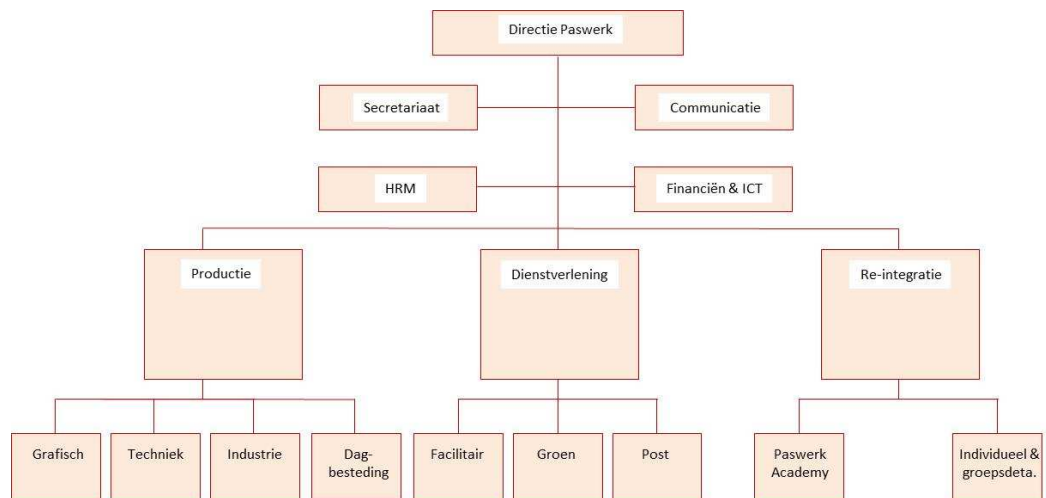 Directie Paswerk
Secretariaat
Communicatie
HRM
Financiën & ICT
Productie
Dienstverlening
Re-integratie
Grafisch
Techniek
Industrie
Dag-
besteding
Facilitair
Groen
Post
Paswerk
Academy
Individueel &
groepsdeta.